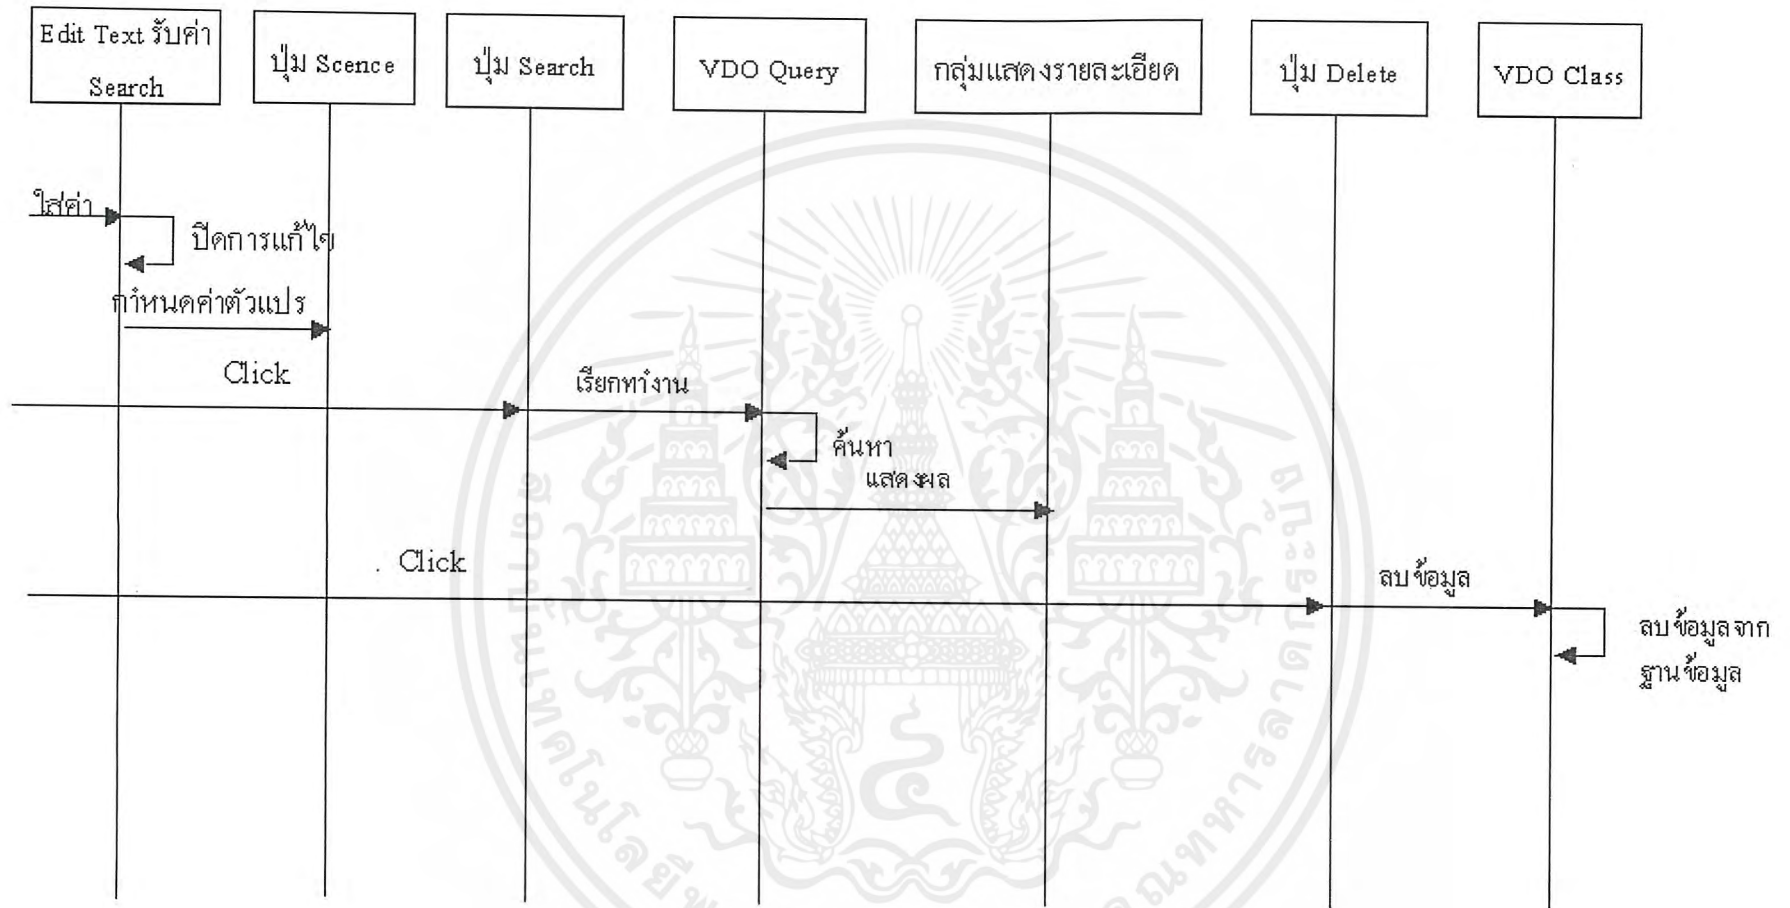 Edit Text รับค่า
Search
ปุ่ม Scence
ปุ่ม Search
VDO Query
กลุ่มแสดงรายละเอียด
ปุ่ม Delete
VDO Class
ใส่ค่า
ปิดการแก้ไข
กำหนดค่าตัวแปร
Click
เรียกทำงาน
ค้นหา
แสดงผล
Click
ลบข้อมูล
ลบข้อมูลจาก
ฐานข้อมูล